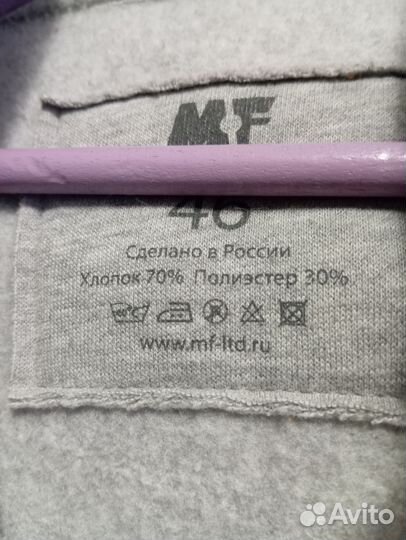 MF
46
Сделано в России
Хлопок 70% Полиэстер 30%
www.mf-ltd.ru
Avito